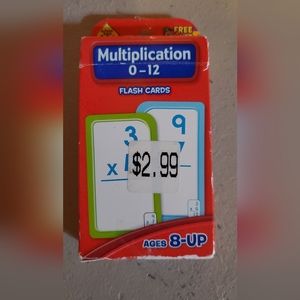 FREE
Multiplication
0-12
FLASH CARDS
3
9
x
$2.99
AGES 8-UP